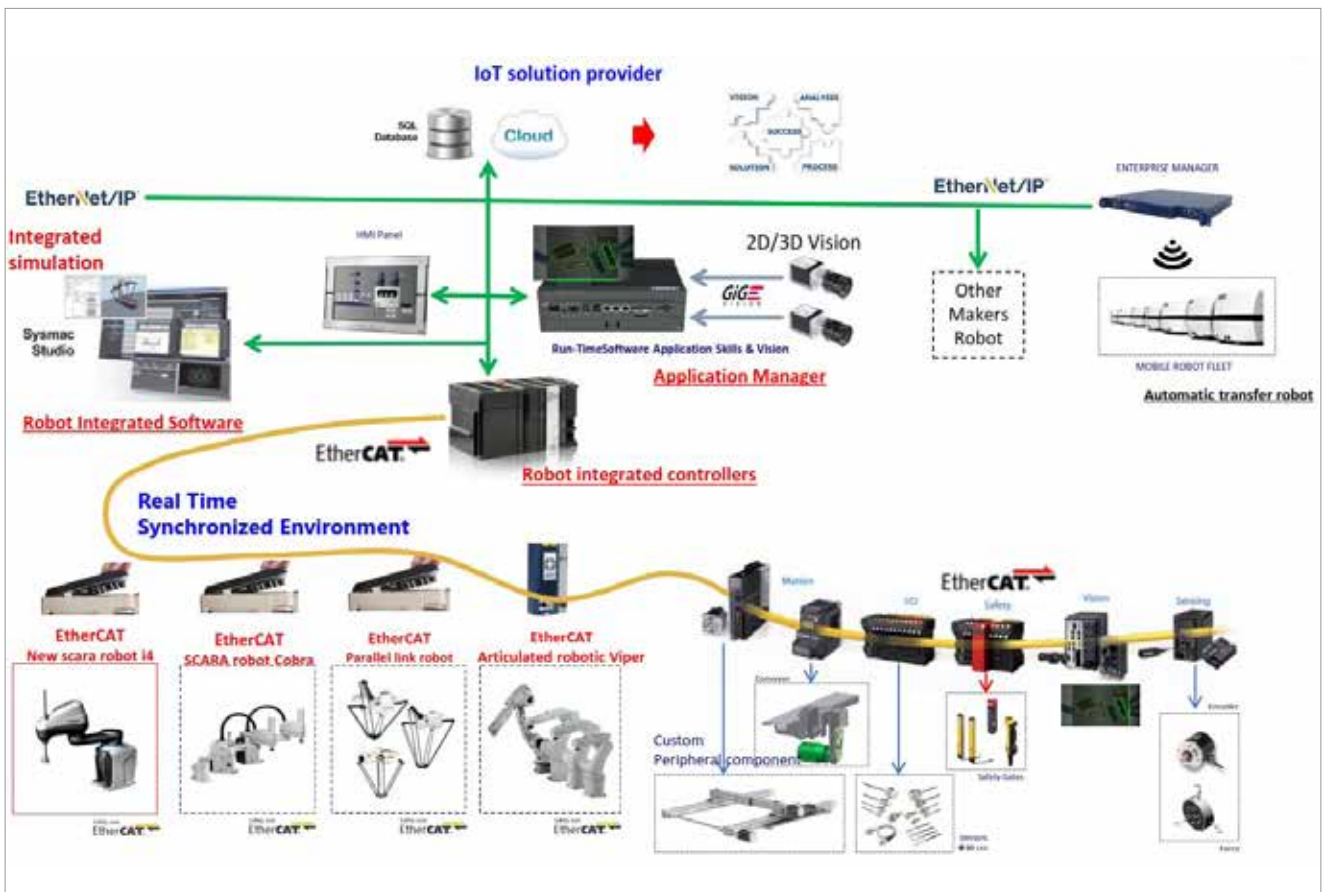 IoT solution provider
SQL
Database
Cloud
VISION
ANALYSIS
SUCCESS
SOLUTION
PROCESS
EtherNet/IP
EtherNet/IP
ENTERPRISE MANAGER
Integrated
simulation
HMI Panel
2D/3D Vision
GiGE
VISION
Other
Makers
Robot
Sysmac
Studio
Run-TimeSoftware Application Skills & Vision
Application Manager
MOBILE ROBOT FLEET
Automatic transfer robot
Robot Integrated Software
EtherCAT
Robot integrated controllers
Real Time
Synchronized Environment
EtherCAT
Motion
I/O
Safety
Vision
Sensing
EtherCAT
New scara robot i4
EtherCAT
SCARA robot Cobra
EtherCAT
Parallel link robot
EtherCAT
Articulated robotic Viper
Conveyor
Custom
Peripheral component
Safety Gates
Encoder
Force
EtherCAT
EtherCAT
EtherCAT
EtherCAT